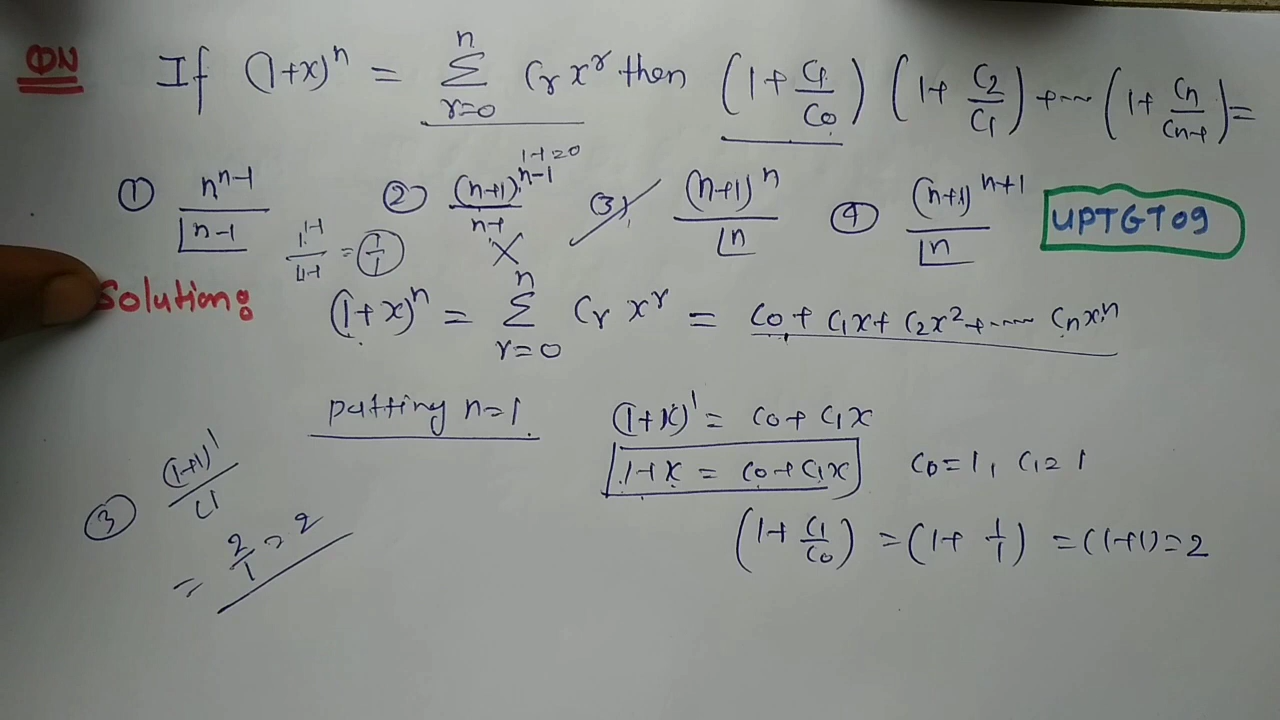 QN If (1+x)^n = Σ_{r=0}^{n} C_r x^r then (1+ C_1/C_0) (1+ C_2/C_1) +---- (1+ C_n/C_{n-1}) =
① n^{n-1}/⌊n-1 ② (n+1)^{n-1}/n-1 (3) (n+1)^n/⌊n ④ (n+1)^{n+1}/⌊n UPTGT09
1-1=0
1^{1-1}/⌊1-1 = 1/1 ×
Solution: (1+x)^n = Σ_{r=0}^{n} C_r x^r = C_0 + C_1x + C_2x^2 + ---- C_nx^n
putting n=1. (1+x)^1 = C_0 + C_1x
1+x = C_0 + C_1x C_0=1, C_1=1
③ (1+1)^1/⌊1
= 2/1 = 2
(1+ C_1/C_0) = (1+ 1/1) = (1+1) = 2